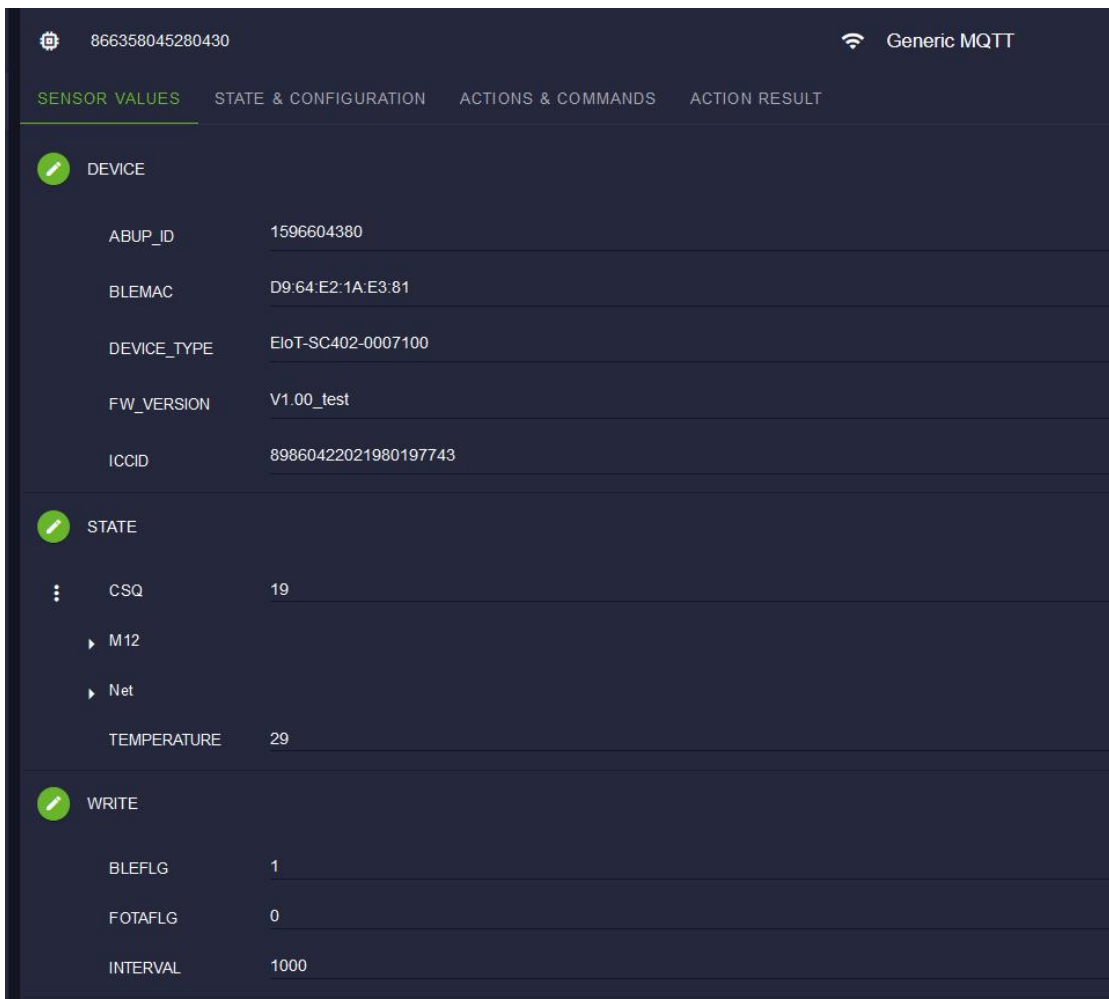 866358045280430 Generic MQTT
SENSOR VALUES STATE & CONFIGURATION ACTIONS & COMMANDS ACTION RESULT
DEVICE
ABUP_ID 1596604380
BLEMAC D9:64:E2:1A:E3:81
DEVICE_TYPE EIoT-SC402-0007100
FW_VERSION V1.00_test
ICCID 89860422021980197743
STATE
CSQ 19
M12
Net
TEMPERATURE 29
WRITE
BLEFLG 1
FOTAFLG 0
INTERVAL 1000